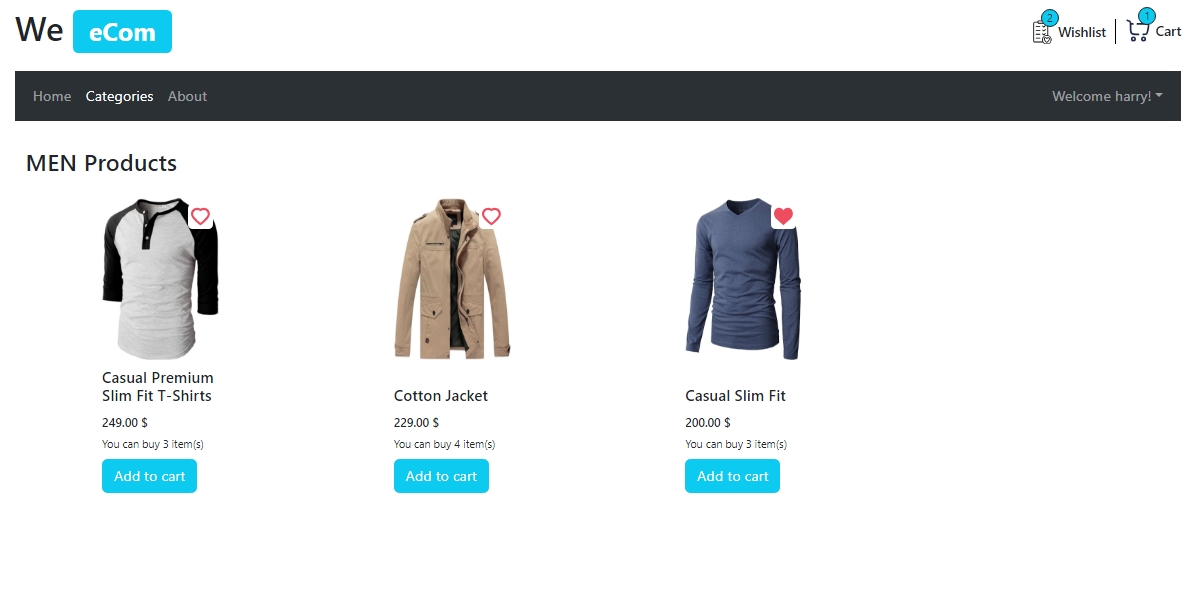 We eCom
2
Wishlist
1
Cart
Home Categories About
Welcome harry!
MEN Products
Casual Premium
Slim Fit T-Shirts
249.00 $
You can buy 3 item(s)
Add to cart
Cotton Jacket
229.00 $
You can buy 4 item(s)
Add to cart
Casual Slim Fit
200.00 $
You can buy 3 item(s)
Add to cart